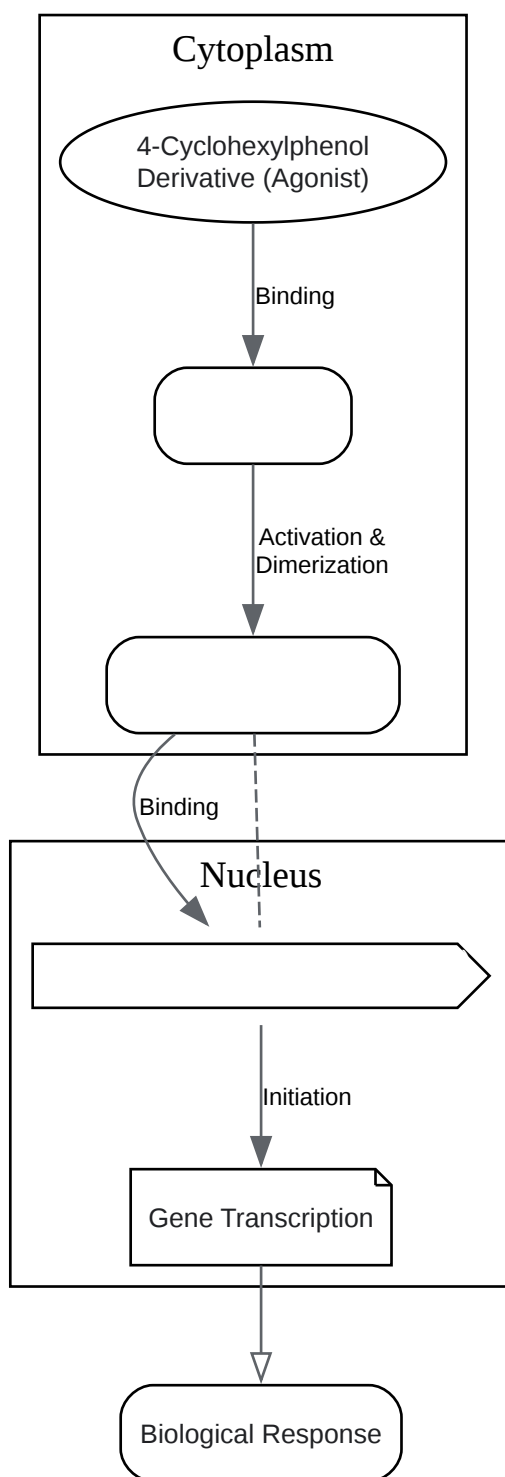 Cytoplasm
4-Cyclohexylphenol
Derivative (Agonist)
Binding
Activation &
Dimerization
Binding
Nucleus
Initiation
Gene Transcription
Biological Response